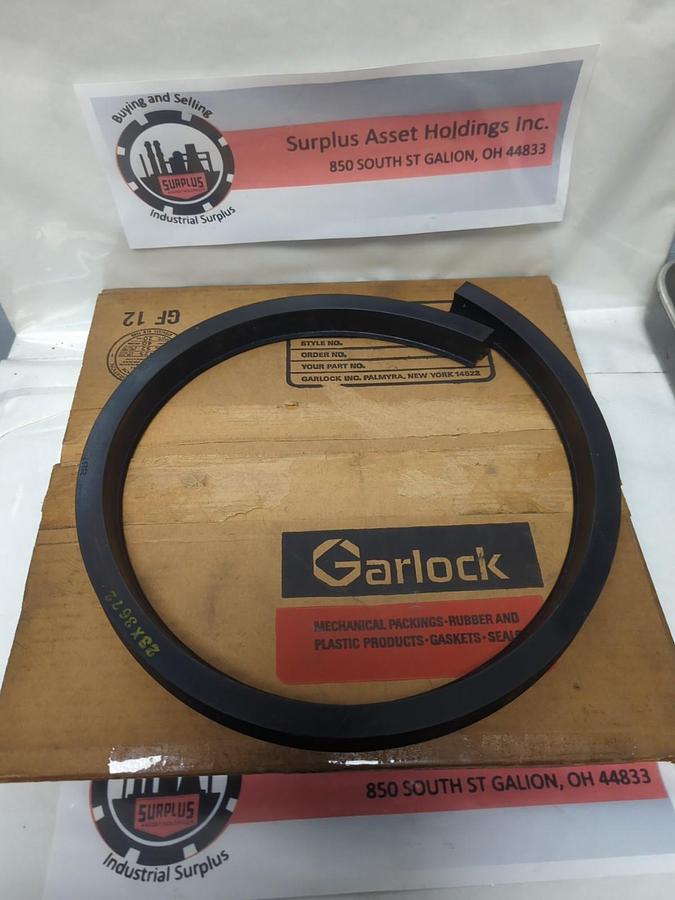 Buying and Selling
SURPLUS
Industrial Surplus
Surplus Asset Holdings Inc.
850 SOUTH ST GALION, OH 44833
GF 12
STYLE NO.
ORDER NO.
YOUR PART NO.
GARLOCK INC. PALMYRA, NEW YORK 14522
Garlock
MECHANICAL PACKINGS·RUBBER AND
PLASTIC PRODUCTS·GASKETS·SEALS
23X3672
850 SOUTH ST GALION, OH 44833
SURPLUS
Industrial Surplus